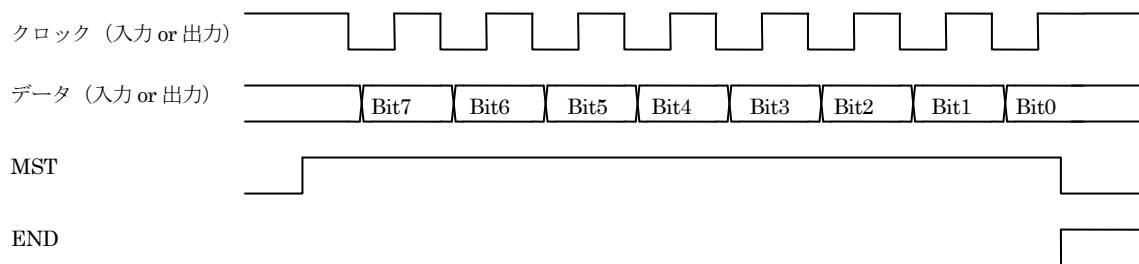 クロック（入力 or 出力）
データ（入力 or 出力）
Bit7 Bit6 Bit5 Bit4 Bit3 Bit2 Bit1 Bit0
MST
END